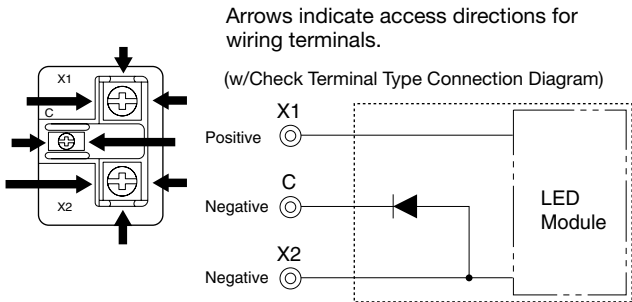 Arrows indicate access directions for
wiring terminals.
(w/Check Terminal Type Connection Diagram)
X1
C
X2
X1
Positive
C
Negative
X2
Negative
LED
Module